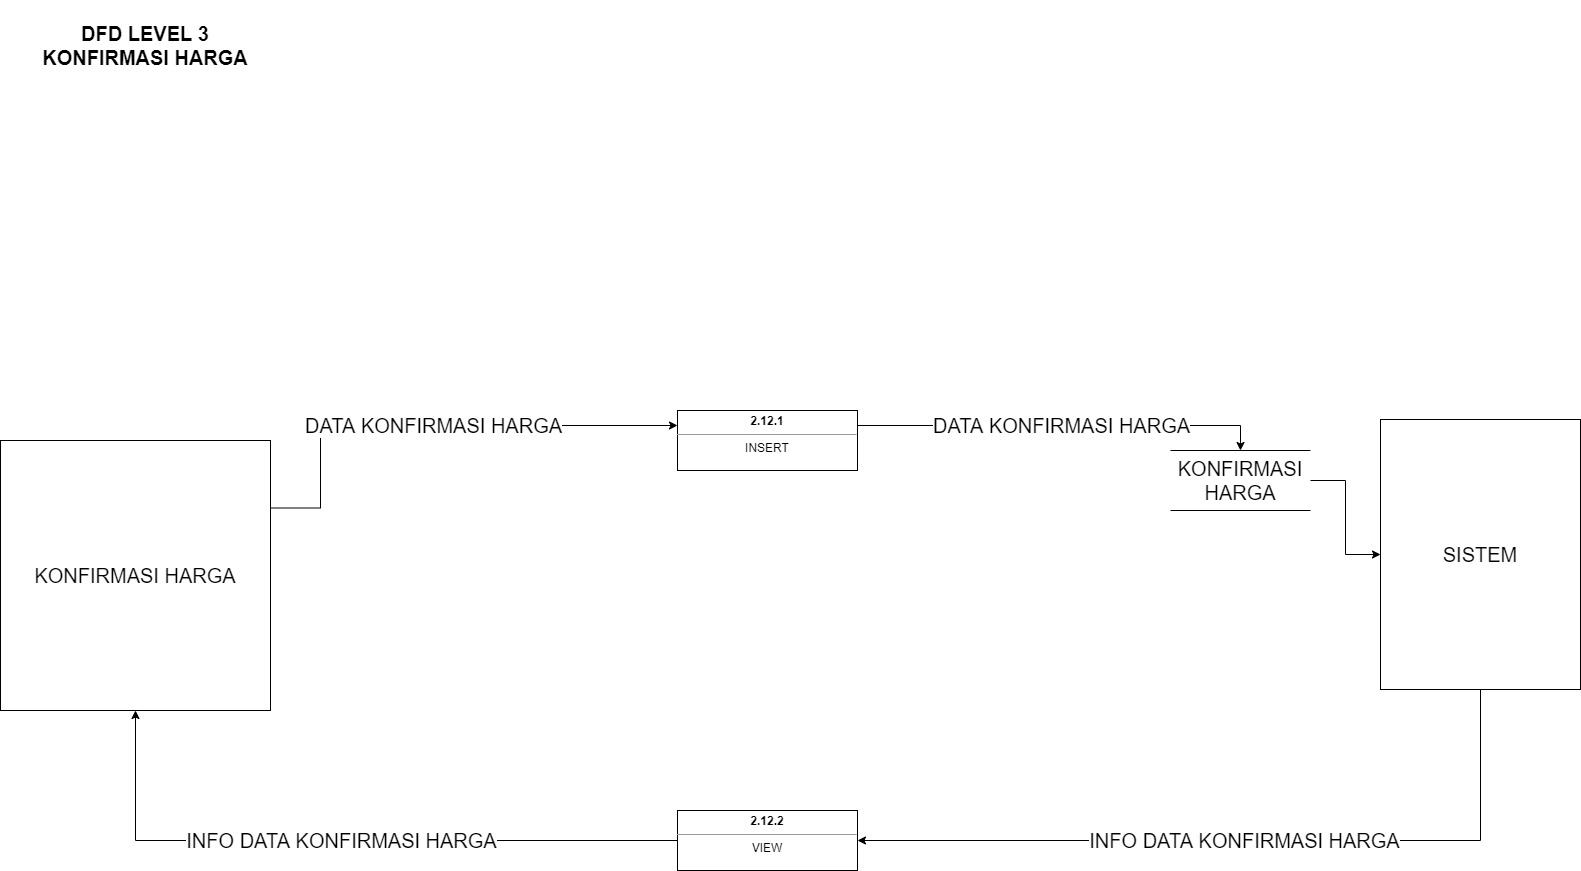 DFD LEVEL 3
KONFIRMASI HARGA
DATA KONFIRMASI HARGA
2.12.1
INSERT
DATA KONFIRMASI HARGA
KONFIRMASI
HARGA
SISTEM
KONFIRMASI HARGA
INFO DATA KONFIRMASI HARGA
2.12.2
VIEW
INFO DATA KONFIRMASI HARGA